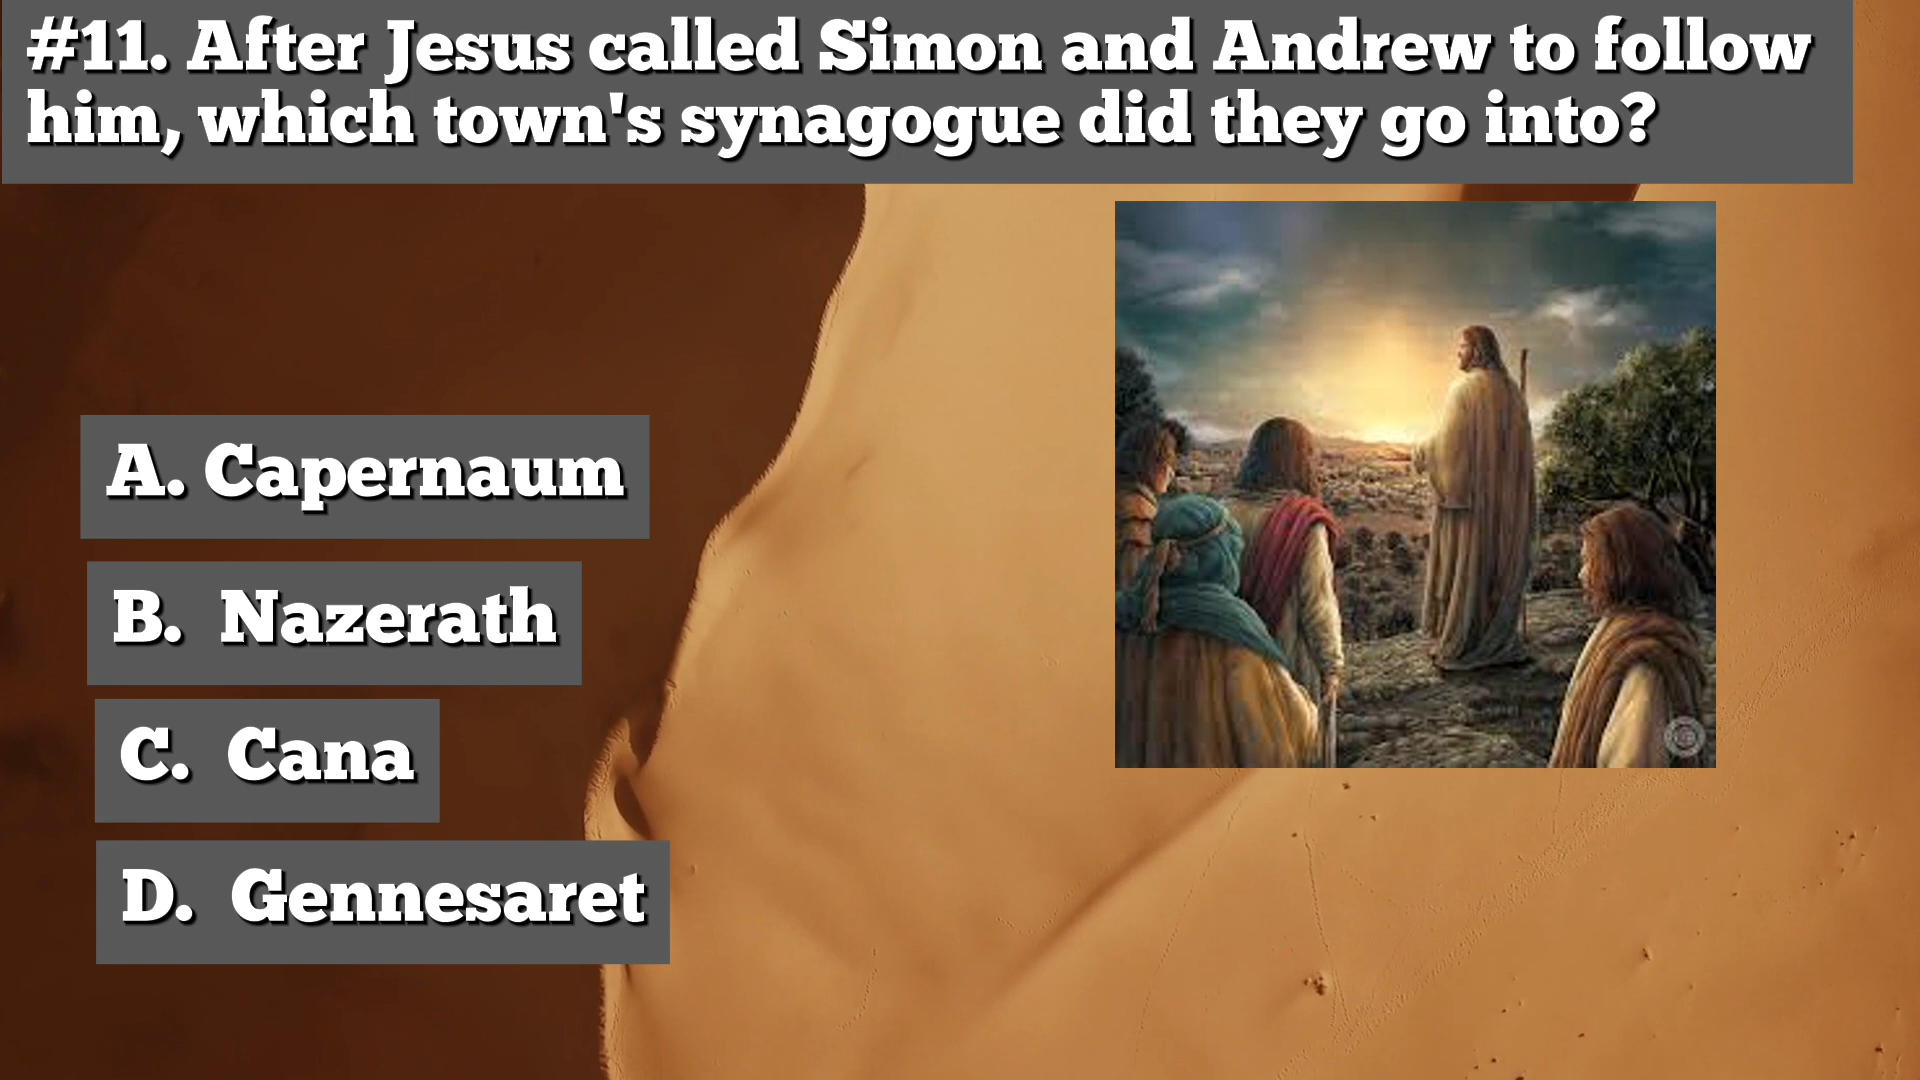 #11. After Jesus called Simon and Andrew to follow
him, which town's synagogue did they go into?
A. Capernaum
B. Nazerath
C. Cana
D. Gennesaret